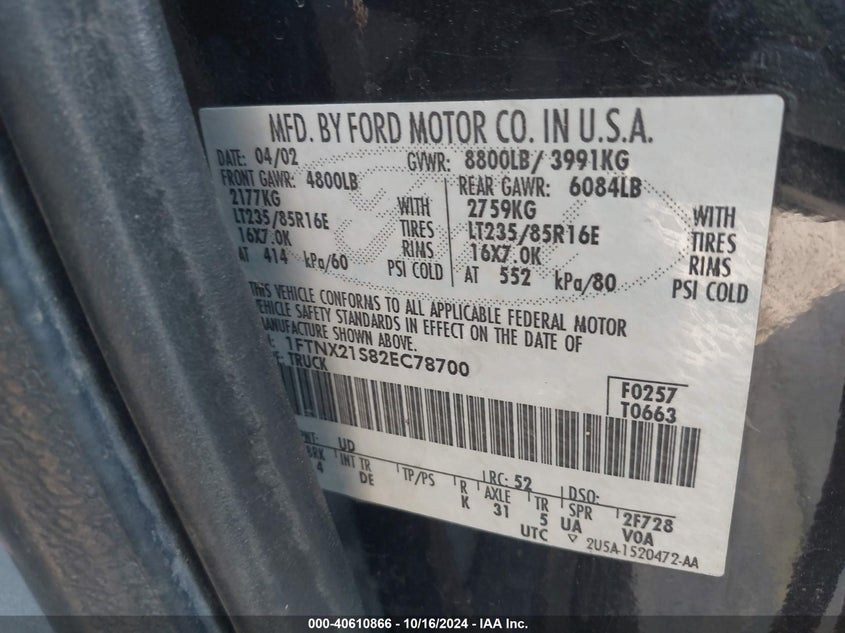 MFD. BY FORD MOTOR CO. IN U.S.A.
DATE: 04/02 GVWR: 8800LB/ 3991KG
FRONT GAWR: 4800LB REAR GAWR: 6084LB
2177KG WITH 2759KG WITH
LT235/85R16E TIRES LT235/85R16E TIRES
16X7.0K RIMS 16X7.0K RIMS
AT 414 kPa/60 PSI COLD AT 552 kPa/80 PSI COLD
THIS VEHICLE CONFORMS TO ALL APPLICABLE FEDERAL MOTOR
VEHICLE SAFETY STANDARDS IN EFFECT ON THE DATE OF
MANUFACTURE SHOWN ABOVE.
1FTNX21S82EC78700
TRUCK
F0257
T0663
UD RC: 52 DSO:
BRK INT TR TP/PS R AXLE TR SPR 2F728
4 DE K 31 5 UA V0A
UTC ▽ 2U5A-1520472-AA
000-40610866 | 10/16/2024 - IAA Inc.